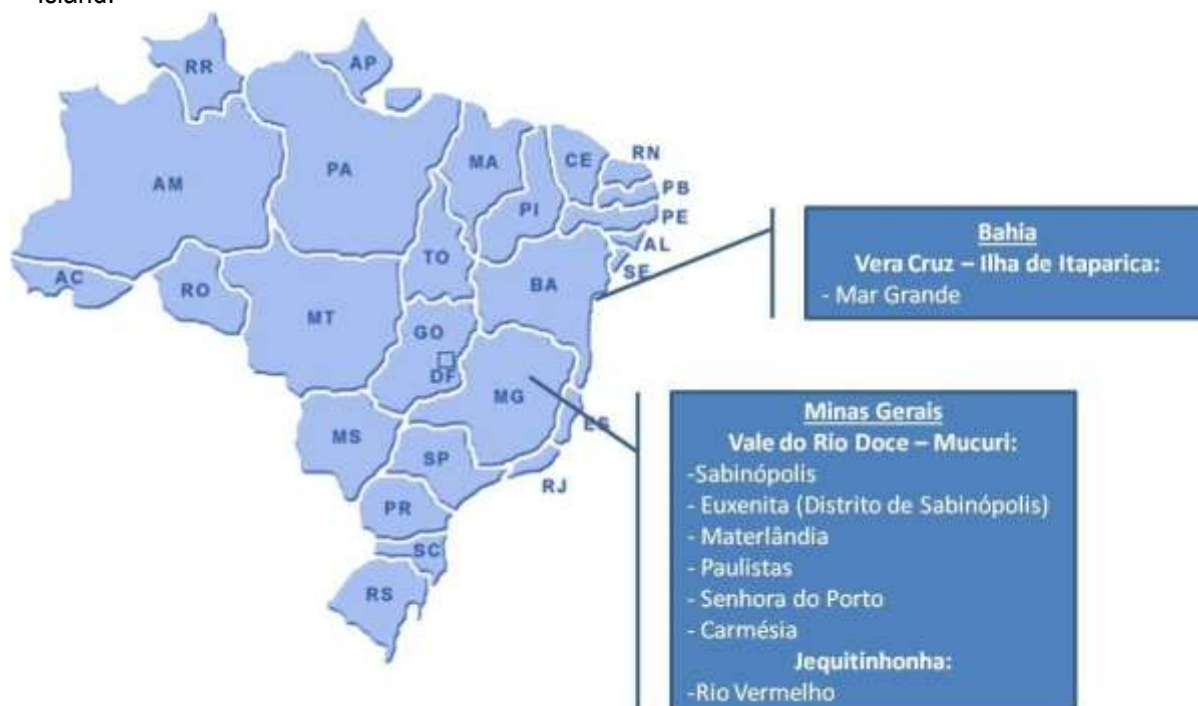 island.
RR
AP
AM
PA
MA
CE
RN
PB
PI
PE
AL
SE
AC
RO
TO
BA
MT
GO
DF
MG
ES
MS
SP
RJ
PR
SC
RS
Bahia
Vera Cruz – Ilha de Itaparica:
- Mar Grande
Minas Gerais
Vale do Rio Doce – Mucuri:
-Sabinópolis
- Euxenita (Distrito de Sabinópolis)
- Materlândia
- Paulistas
- Senhora do Porto
- Carmésia
Jequitinhonha:
-Rio Vermelho